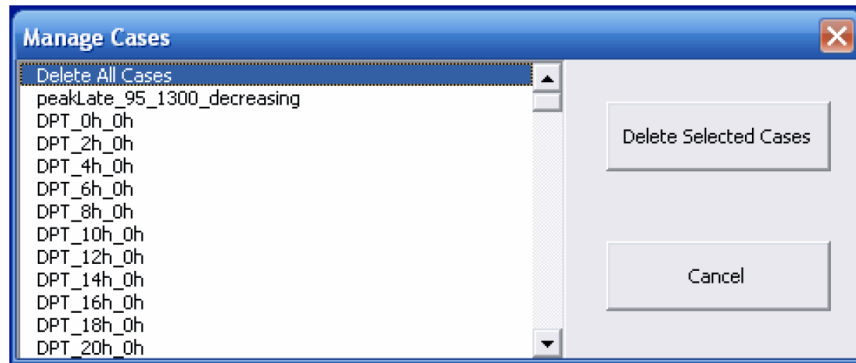 Manage Cases
Delete All Cases
peakLate_95_1300_decreasing
DPT_0h_0h
DPT_2h_0h
DPT_4h_0h
DPT_6h_0h
DPT_8h_0h
DPT_10h_0h
DPT_12h_0h
DPT_14h_0h
DPT_16h_0h
DPT_18h_0h
DPT_20h_0h
Delete Selected Cases
Cancel